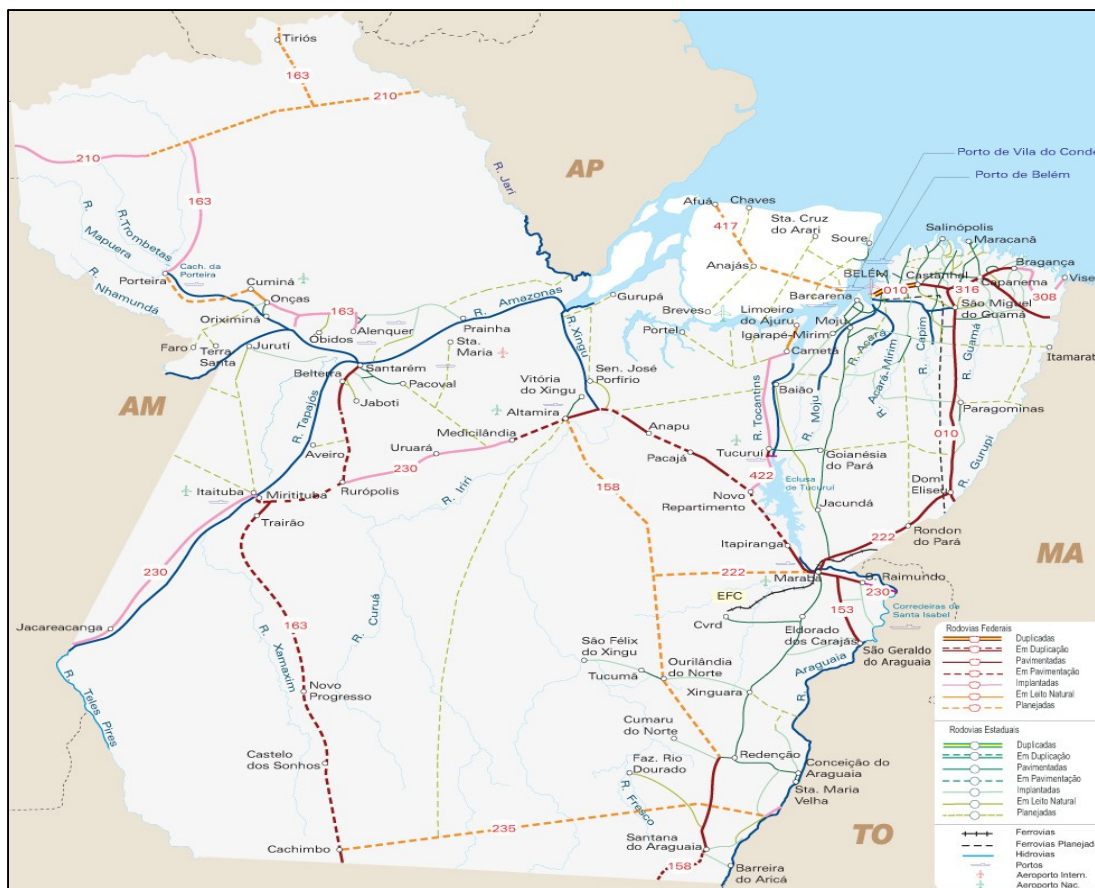 Tiriós
163
210
210
R. Jarí
AP
Porto de Vila do Conde
Porto de Belém
163
R.Trombetas
R.
Mapuera
R.
Nhamundá
Cach. da
Porteira
Porteira
Cuminá
Onças
Oriximiná
163
Alenquer
Óbidos
Faro
Terra
Santa
Jurutí
R. Amazonas
Prainha
Sta.
Maria
Santarém
Belterra
Pacoval
Jaboti
AM
R. Tapajós
Aveiro
Afuá
Chaves
417
Sta. Cruz
do Arari
Soure
Anajás
Salinópolis
Maracanã
Bragança
BELÉM
Castanhal
Capanema
010
316
308
São Miguel
do Guamá
Barcarena
Gurupá
Breves
Portel
Limoeiro
do Ajuru
Moju
Igarapé-Mirim
Cametá
R. Acará
R. Acará-Mirim
R. Capim
R. Guamá
R. Xingu
Sen. José
Porfírio
Vitória
do Xingu
Altamira
Baião
R. Moju
R. Tocantins
Paragominas
010
R. Gurupi
Medicilândia
Uruará
230
Anapu
Pacajá
Tucuruí
Goianésia
do Pará
422
Eclusa
de Tucuruí
Itaituba
Miritituba
Rurópolis
Trairão
R. Iriri
158
Novo
Repartimento
Jacundá
Dom
Eliseu
Rondon
do Pará
222
Itapiranga
230
222
Marabá
S. Raimundo
230
MA
EFC
Cvrd
153
Corredeiras de
Santa Isabel
Jacareacanga
R. Curuá
163
R. Xamaxim
Eldorado
dos Carajás
São Geraldo
do Araguaia
R. Araguaia
São Félix
do Xingu
Tucumã
Ourilândia
do Norte
Xinguara
R. Teles Pires
Novo
Progresso
Cumaru
do Norte
Castelo
dos Sonhos
Faz. Rio
Dourado
Redenção
Conceição do
Araguaia
Sta. Maria
Velha
R. Fresco
235
Santana
do Araguaia
Cachimbo
158
Barreira
do Aricá
TO
Rodovias Federais
Duplicadas
Em Duplicação
Pavimentadas
Em Pavimentação
Implantadas
Em Leito Natural
Planejadas
Rodovias Estaduais
Duplicadas
Em Duplicação
Pavimentadas
Em Pavimentação
Implantadas
Em Leito Natural
Planejadas
Ferrovias
Ferrovias Planejad
Hidrovias
Portos
Aeroporto Intern.
Aeroporto Nac.